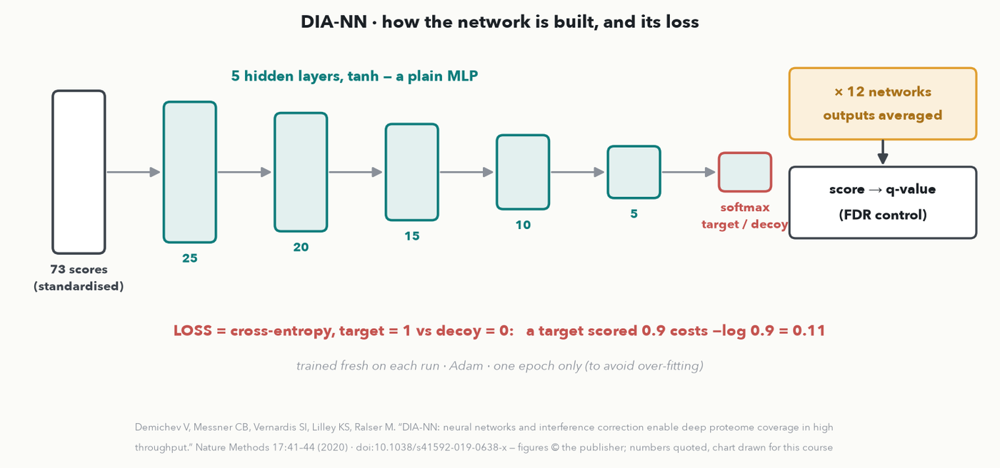 DIA-NN · how the network is built, and its loss
5 hidden layers, tanh — a plain MLP
× 12 networks
outputs averaged
score → q-value
(FDR control)
softmax
target / decoy
5
10
15
20
25
73 scores
(standardised)
LOSS = cross-entropy, target = 1 vs decoy = 0:   a target scored 0.9 costs −log 0.9 = 0.11
trained fresh on each run · Adam · one epoch only (to avoid over-fitting)
Demichev V, Messner CB, Vernardis SI, Lilley KS, Ralser M. “DIA-NN: neural networks and interference correction enable deep proteome coverage in high
throughput.” Nature Methods 17:41–44 (2020) · doi:10.1038/s41592-019-0638-x — figures © the publisher; numbers quoted, chart drawn for this course